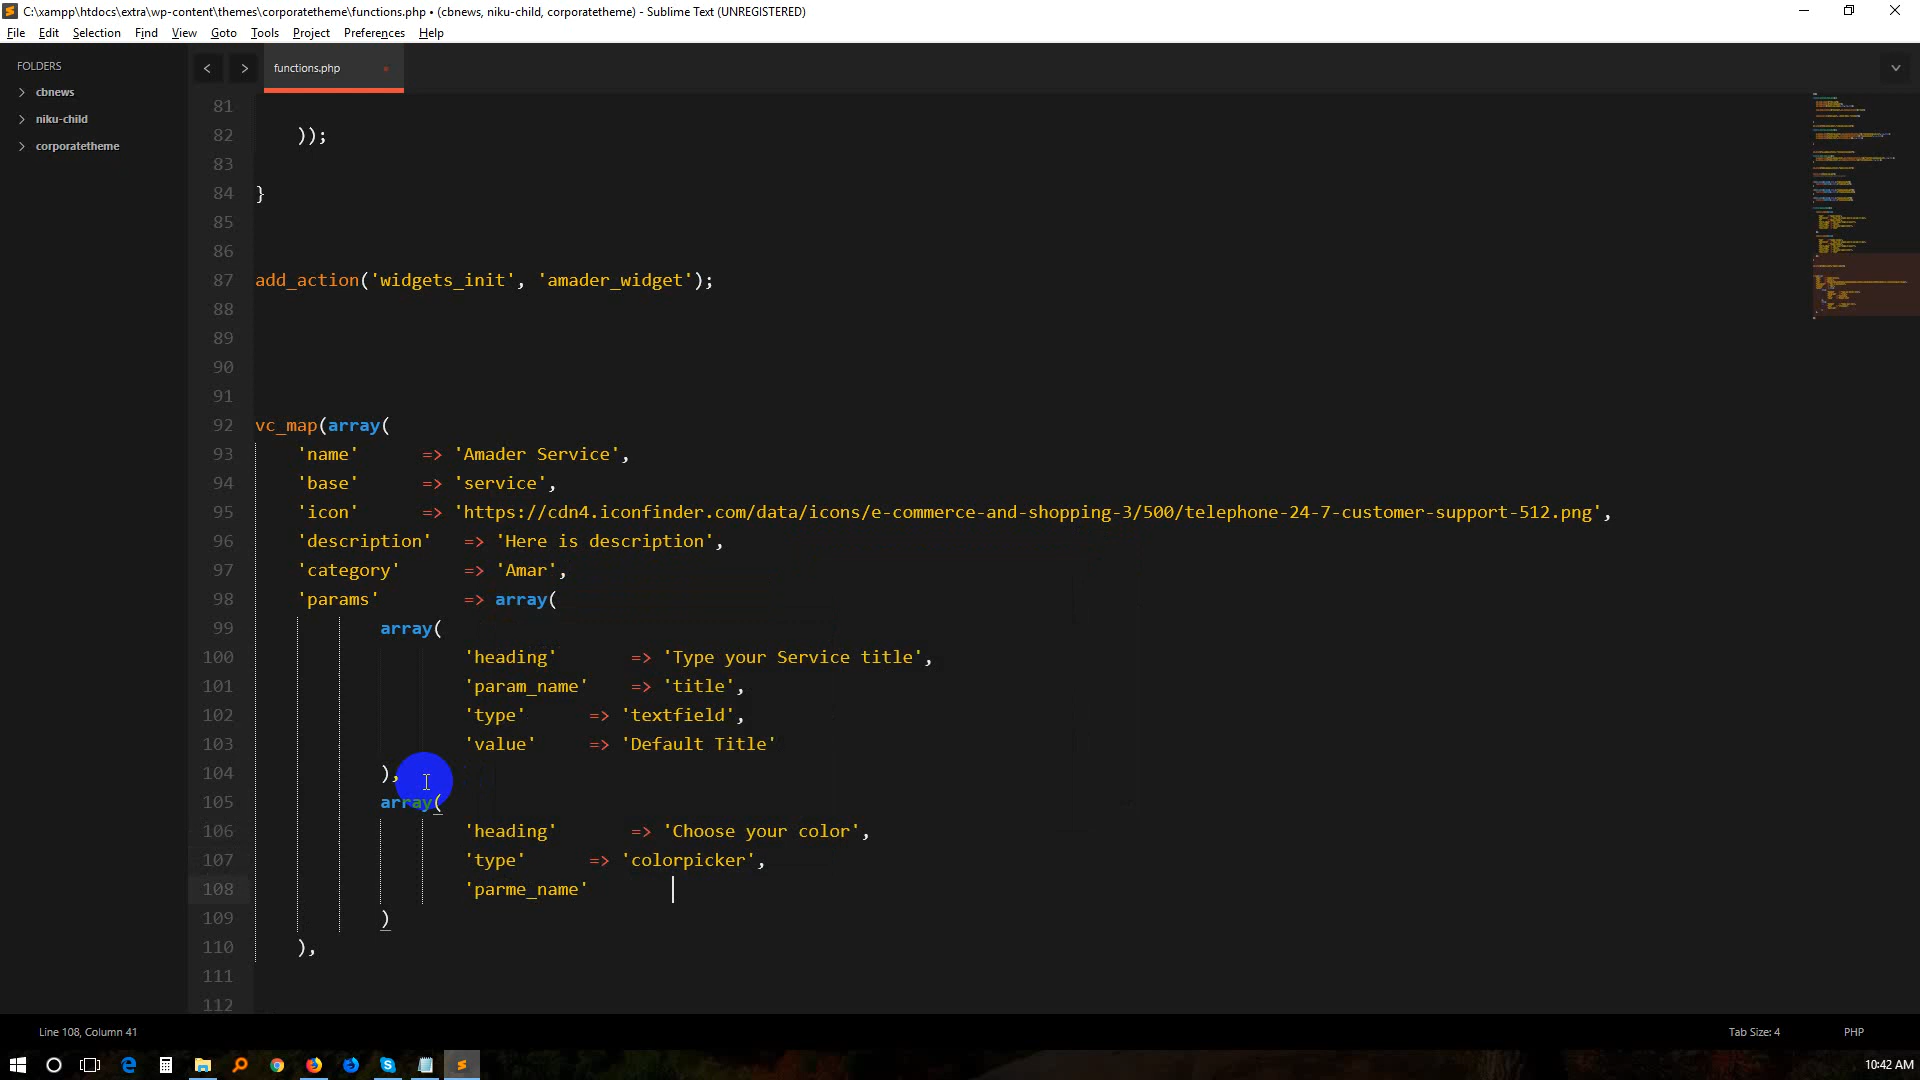 C:\xampp\htdocs\extra\wp-content\themes\corporatetheme\functions.php • (cbnews, niku-child, corporatetheme) - Sublime Text (UNREGISTERED)
File Edit Selection Find View Goto Tools Project Preferences Help
FOLDERS
cbnews
niku-child
corporatetheme
functions.php
81
82 ));
83
84 }
85
86
87 add_action('widgets_init', 'amader_widget');
88
89
90
91
92 vc_map(array(
93 'name' => 'Amader Service',
94 'base' => 'service',
95 'icon' => 'https://cdn4.iconfinder.com/data/icons/e-commerce-and-shopping-3/500/telephone-24-7-customer-support-512.png',
96 'description' => 'Here is description',
97 'category' => 'Amar',
98 'params' => array(
99 array(
100 'heading' => 'Type your Service title',
101 'param_name' => 'title',
102 'type' => 'textfield',
103 'value' => 'Default Title'
104 ),
105 array(
106 'heading' => 'Choose your color',
107 'type' => 'colorpicker',
108 'parme_name'
109 )
110 ),
111
112
Line 108, Column 41
Tab Size: 4
PHP
10:42 AM